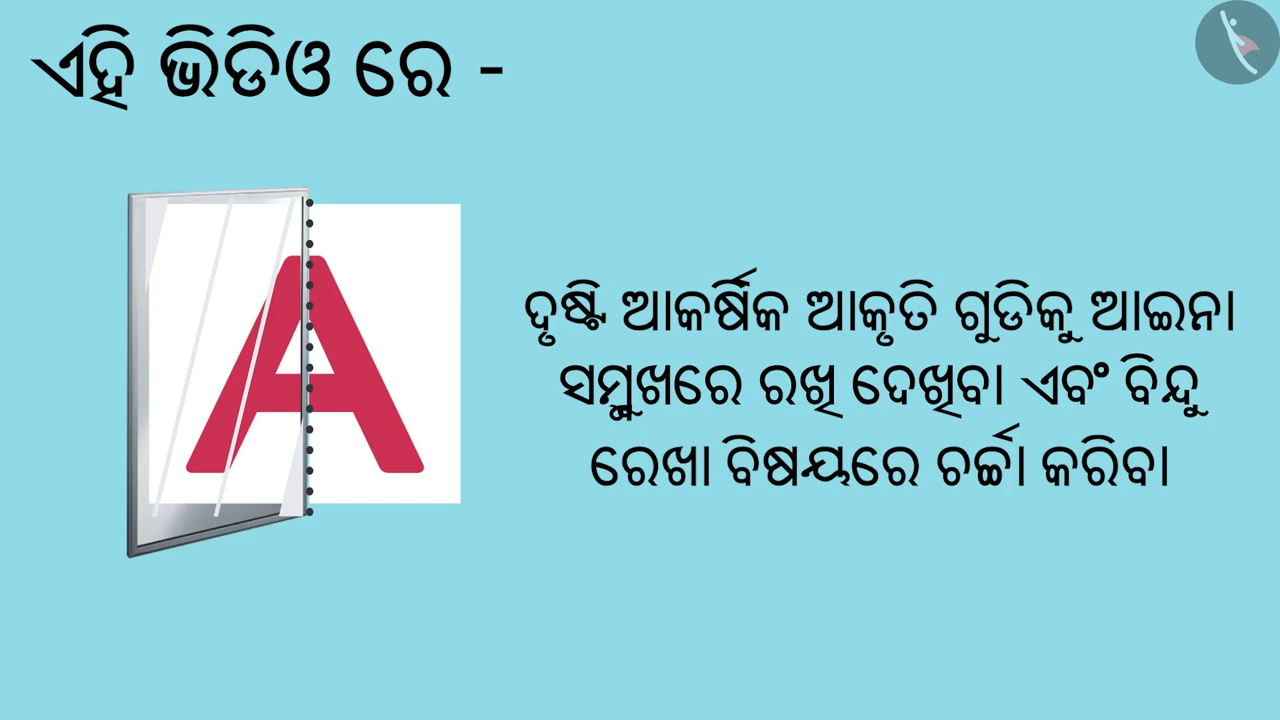 ଏହି ଭିଡିଓ ରେ -
A
ଦୃଷ୍ଟି ଆକର୍ଷିକ ଆକୃତି ଗୁଡିକୁ ଆଇନା
ସମ୍ମୁଖରେ ରଖି ଦେଖିବା ଏବଂ ବିନ୍ଦୁ
ରେଖା ବିଷୟରେ ଚର୍ଚ୍ଚା କରିବା